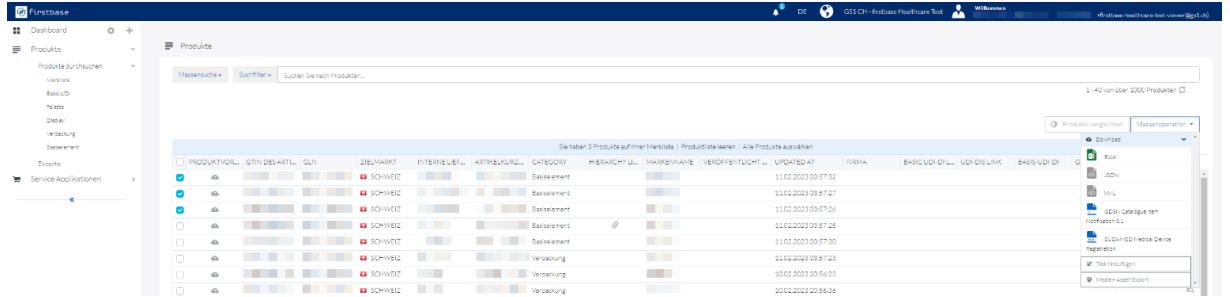 firstbase
1
DE
GS1 CH - firstbase Healthcare Test
Willkommen
Dashboard
Produkte
Produkte durchsuchen
Merkliste
Basic UDI
Palette
Display
Verpackung
Basiselement
Exports
Service Applikationen
Produkte
Massensuche
Suchfilter
Suchen Sie nach Produkten...
1 - 40 von über 1000 Produkten
Produkte vergleichen
Massenoperation
Sie haben 3 Produkte auf Ihrer Merkliste | Produktliste leeren | Alle Produkte auswählen
PRODUKTVOR... GTIN DES ARTI... GLN ZIELMARKT INTERNE LIEF... ARTIKELKURZ... CATEGORY HIERARCHY U... MARKENNAME VERÖFFENTLICHT ... UPDATED AT FIRMA BASIC UDI-DI L... UDI-DIS LINK BASIS-UDI-DI G
SCHWEIZ Basiselement 11.02.2023 03:57:32
SCHWEIZ Basiselement 11.02.2023 03:57:27
SCHWEIZ Basiselement 11.02.2023 03:57:26
SCHWEIZ Basiselement 11.02.2023 03:57:25
SCHWEIZ Basiselement 11.02.2023 03:57:30
SCHWEIZ Verpackung 11.02.2023 03:57:23
SCHWEIZ Verpackung 10.02.2023 20:56:23
SCHWEIZ Verpackung 10.02.2023 20:56:36
Download
Excel
JSON
XML
GDSN Catalogue Item
Notification 3.1
EUDAMED Medical Device
Registration
Task hinzufügen
Medien Asset Export